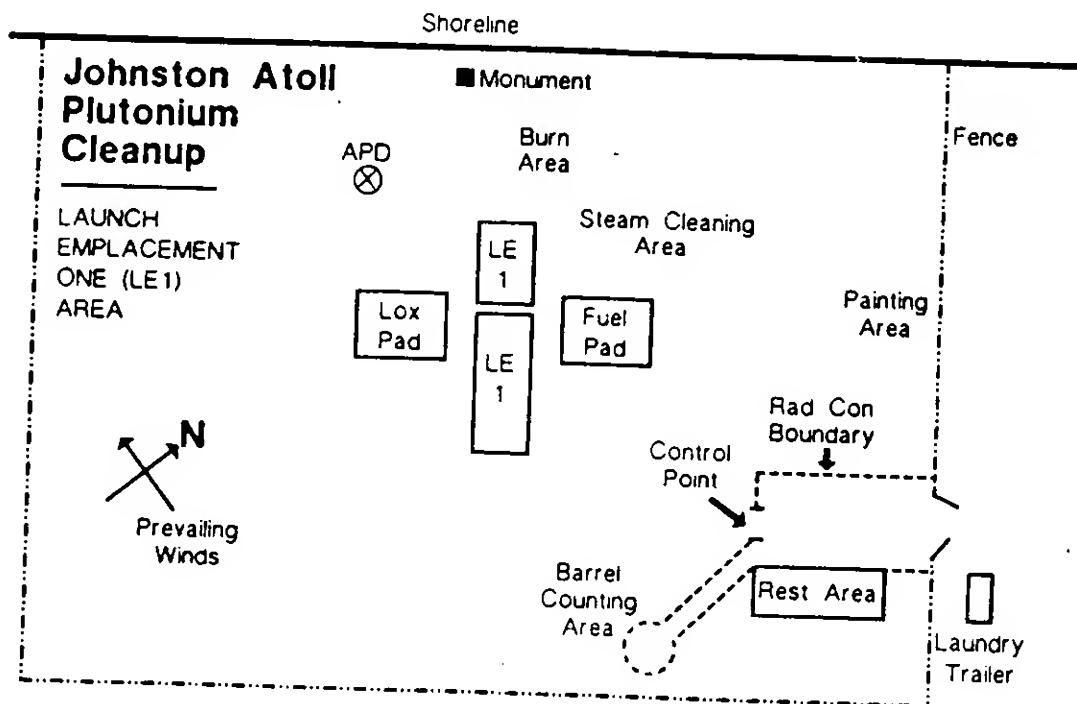 Shoreline
Johnston Atoll
Plutonium
Cleanup
Monument
Burn
Area
Fence
APD
LAUNCH
EMPLACEMENT
ONE (LE1)
AREA
Steam Cleaning
Area
LE
1
Lox
Pad
Fuel
Pad
LE
1
Painting
Area
Rad Con
Boundary
Control
Point
N
Prevailing
Winds
Barrel
Counting
Area
Rest Area
Laundry
Trailer